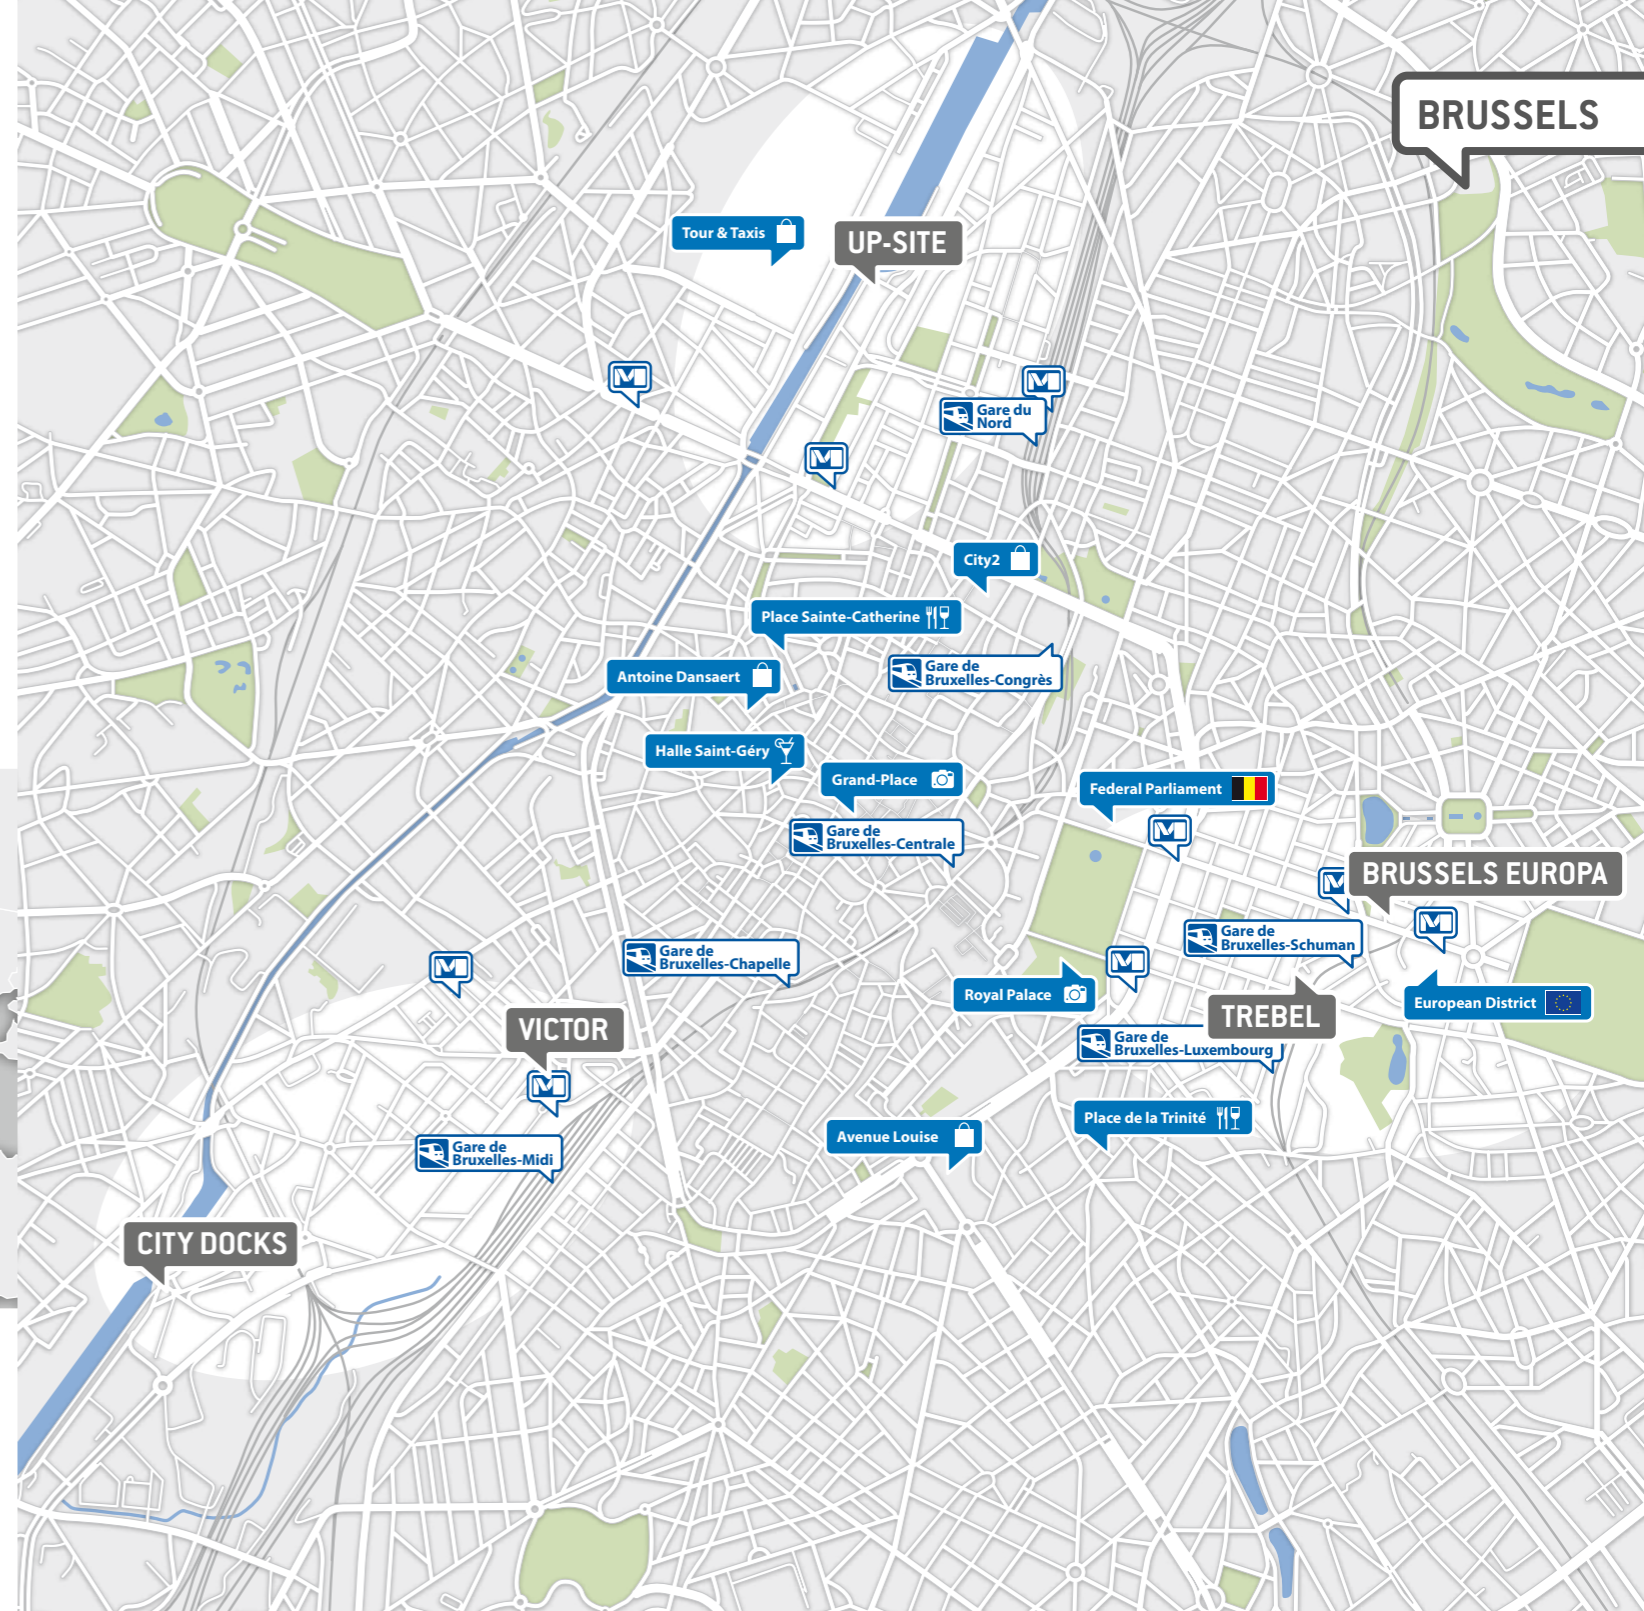 BRUSSELS
Tour & Taxis
UP-SITE
M
M
Gare du
Nord
M
City2
Place Sainte-Catherine
Gare de
Bruxelles-Congrès
Antoine Dansaert
Halle Saint-Géry
Grand-Place
Federal Parliament
Gare de
Bruxelles-Centrale
M
BRUSSELS EUROPA
M
M
Gare de
Bruxelles-Schuman
Gare de
Bruxelles-Chapelle
M
M
Royal Palace
European District
TREBEL
VICTOR
Gare de
Bruxelles-Luxembourg
M
Place de la Trinité
Avenue Louise
Gare de
Bruxelles-Midi
CITY DOCKS